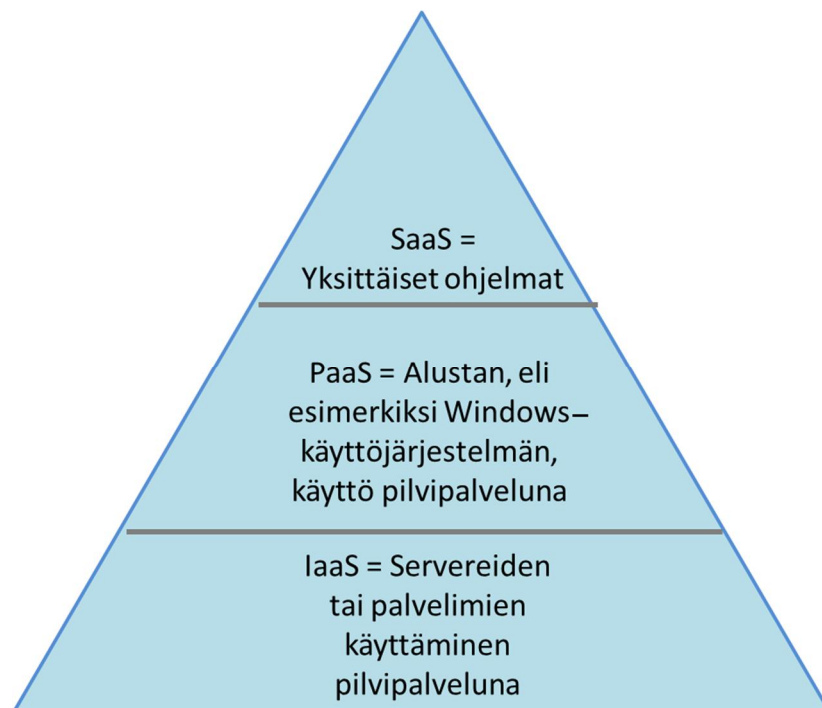 SaaS =
Yksittäiset ohjelmat
PaaS = Alustan, eli
esimerkiksi Windows–
käyttöjärjestelmän,
käyttö pilvipalveluna
IaaS = Servereiden
tai palvelimien
käyttäminen
pilvipalveluna